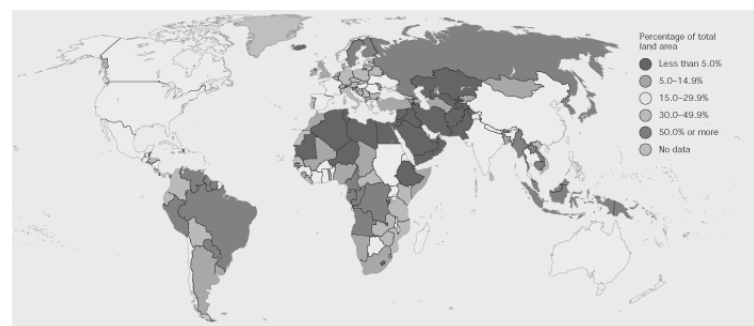 Percentage of total
land area
Less than 5.0%
5.0–14.9%
15.0–29.9%
30.0–49.9%
50.0% or more
No data